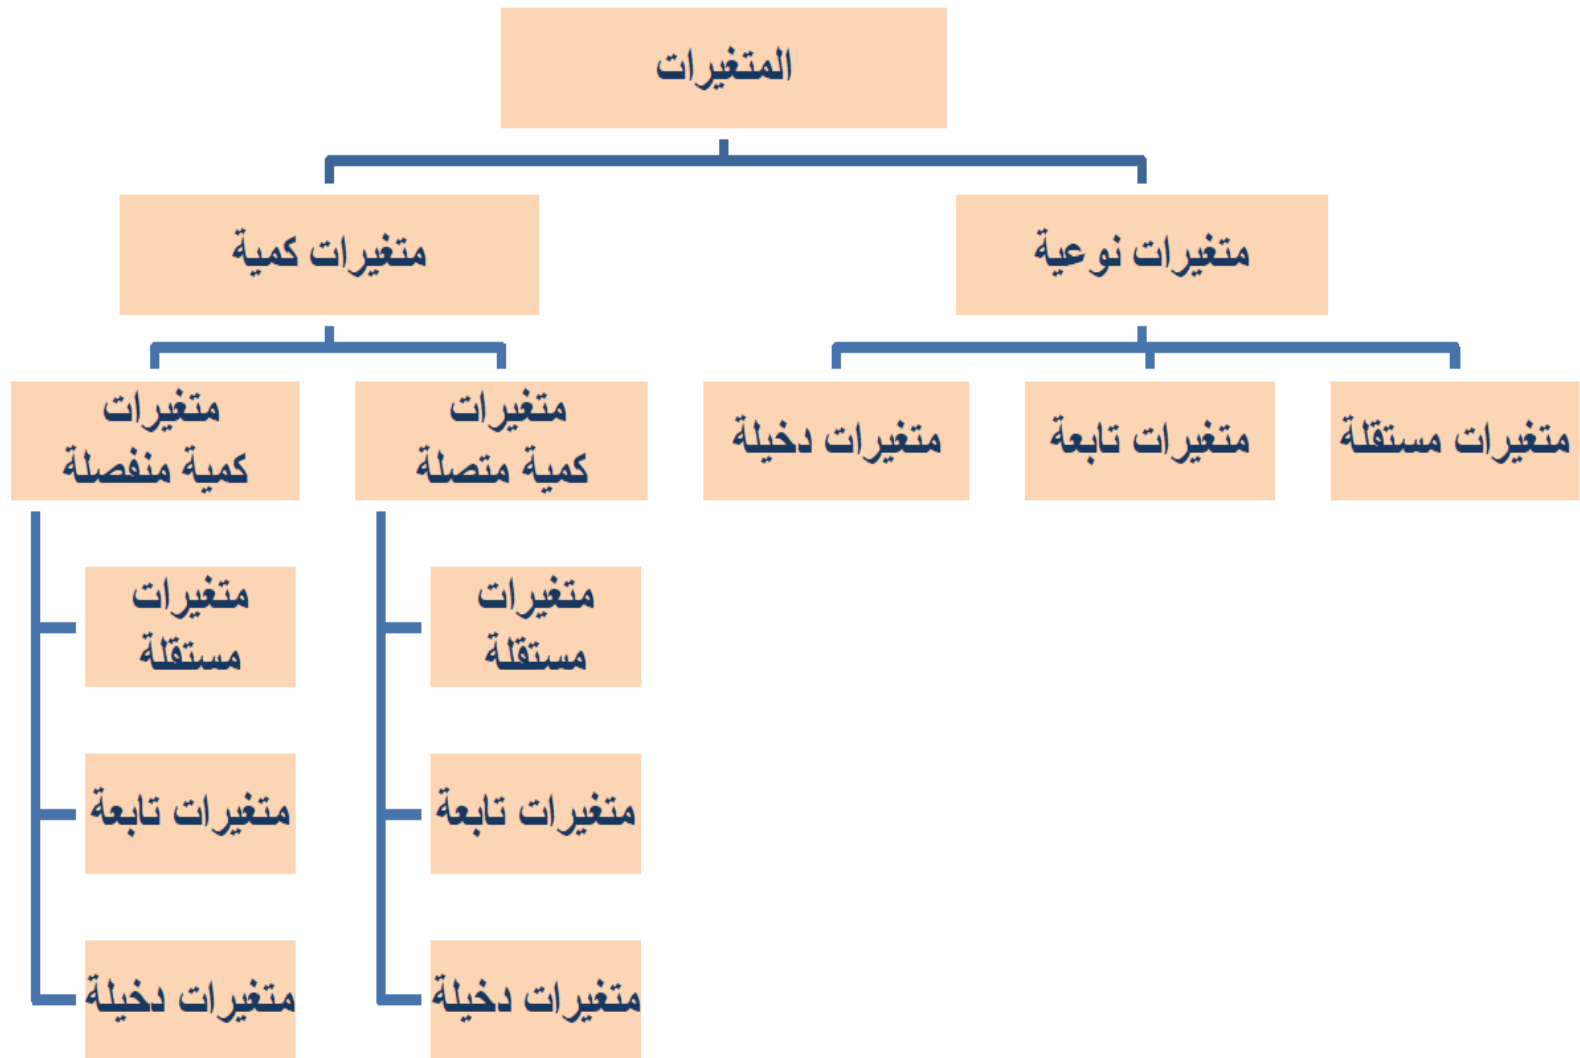 المتغيرات
متغيرات نوعية
متغيرات كمية
متغيرات مستقلة
متغيرات تابعة
متغيرات دخيلة
متغيرات
كمية متصلة
متغيرات
كمية منفصلة
متغيرات
مستقلة
متغيرات
مستقلة
متغيرات تابعة
متغيرات تابعة
متغيرات دخيلة
متغيرات دخيلة